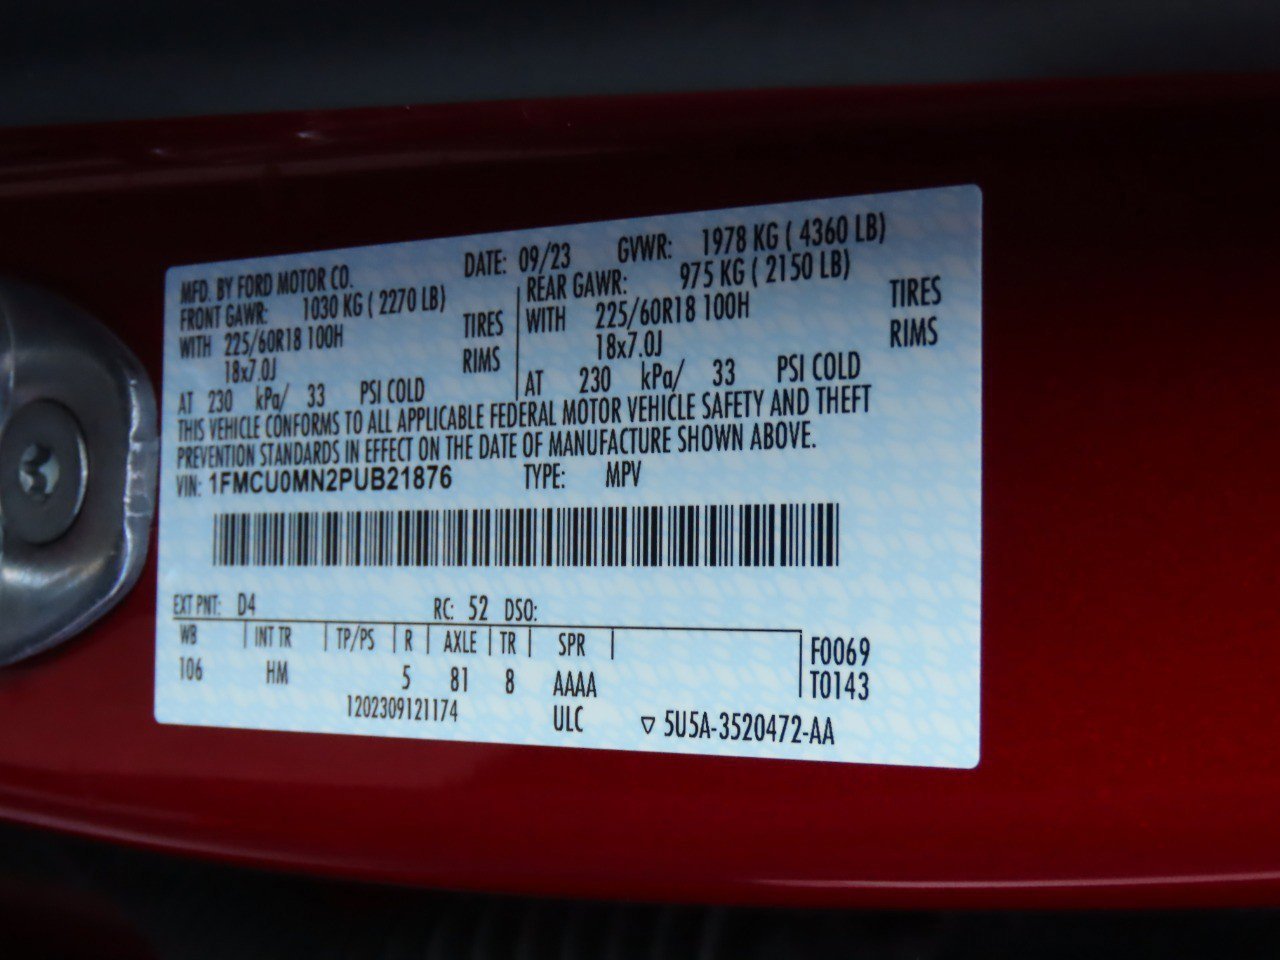 MFD. BY FORD MOTOR CO. DATE: 09/23 GVWR: 1978 KG ( 4360 LB)
FRONT GAWR: 1030 KG ( 2270 LB) REAR GAWR: 975 KG ( 2150 LB)
WITH 225/60R18 100H TIRES WITH 225/60R18 100H TIRES
18x7.0J RIMS 18x7.0J RIMS
AT 230 kPa/ 33 PSI COLD AT 230 kPa/ 33 PSI COLD
THIS VEHICLE CONFORMS TO ALL APPLICABLE FEDERAL MOTOR VEHICLE SAFETY AND THEFT
PREVENTION STANDARDS IN EFFECT ON THE DATE OF MANUFACTURE SHOWN ABOVE.
VIN: 1FMCU0MN2PUB21876 TYPE: MPV
EXT PNT: D4 RC: 52 DSO:
WB INT TR TP/PS R AXLE TR SPR F0069
106 HM 5 81 8 AAAA T0143
1202309121174 ULC ▽ 5U5A-3520472-AA